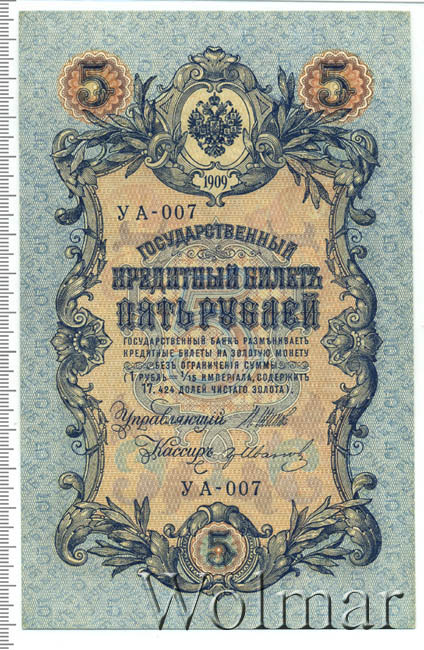 5 5
1909
УА-007
ГОСУДАРСТВЕННЫЙ
КРЕДИТНЫЙ БИЛЕТЪ
ПЯТЬ РУБЛЕЙ
ГОСУДАРСТВЕННЫЙ БАНКЪ РАЗМѢНИВАЕТЪ
КРЕДИТНЫЕ БИЛЕТЫ НА ЗОЛОТУЮ МОНЕТУ
БЕЗЪ ОГРАНИЧЕНІЯ СУММЫ
(1 РУБЛЬ = 1/15 ИМПЕРІАЛА, СОДЕРЖИТЪ
17,424 ДОЛЕЙ ЧИСТАГО ЗОЛОТА).
Управляющій
Кассиръ
УА-007
5
Wolmar